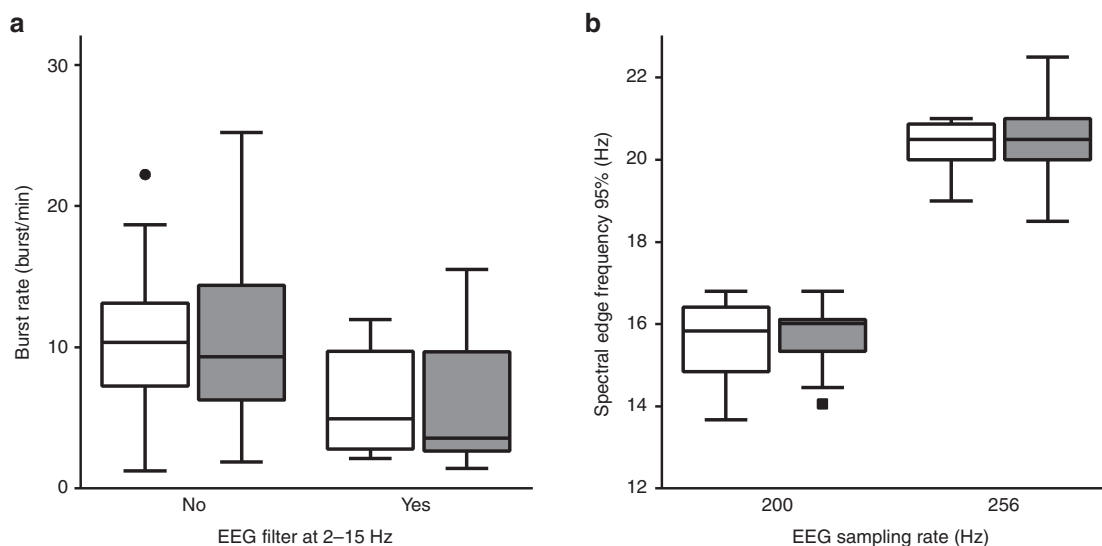 a
30
20
10
0
Burst rate (burst/min)
No
Yes
EEG filter at 2–15 Hz
b
22
20
18
16
14
12
Spectral edge frequency 95% (Hz)
200
256
EEG sampling rate (Hz)